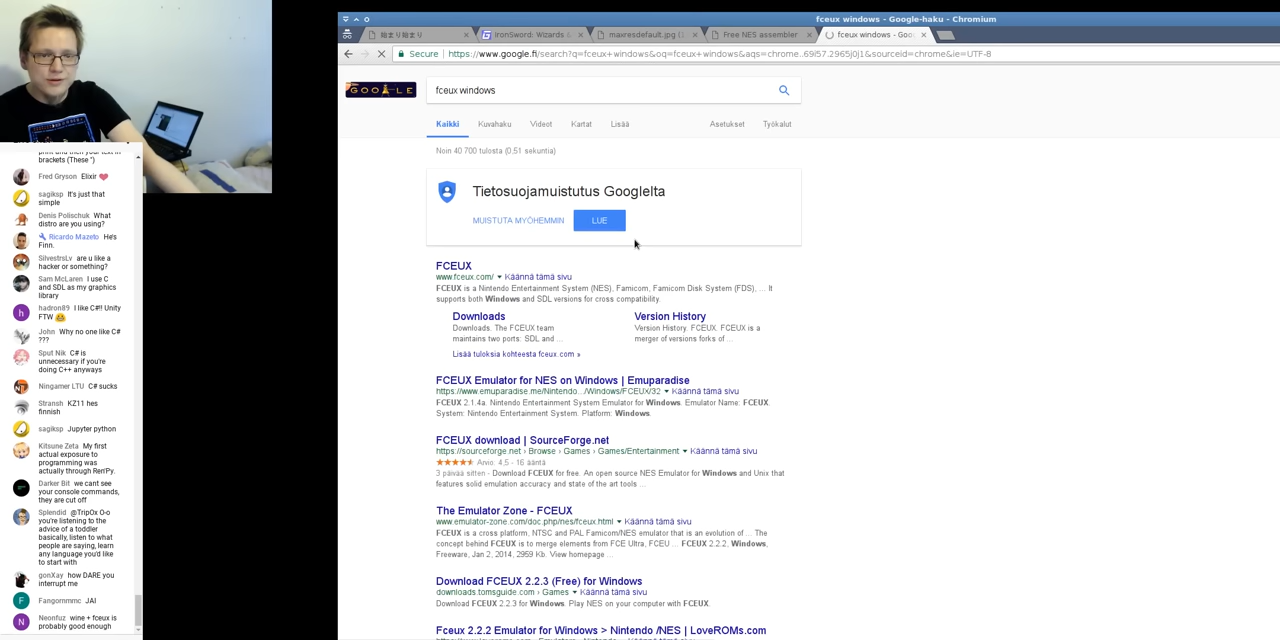 fceux windows - Google-haku - Chromium
始まり始まり
IronSword: Wizards &
maxresdefault.jpg (1
Free NES assembler
fceux windows - Goo
Secure
https://www.google.fi/search?q=fceux+windows&oq=fceux+windows&aqs=chrome..69i57.2965j0j1&sourceid=chrome&ie=UTF-8
GOOGLE
fceux windows
Kaikki
Kuvahaku
Videot
Kartat
Lisää
Asetukset
Työkalut
Noin 40 700 tulosta (0,51 sekuntia)
Tietosuojamuistutus Googlelta
MUISTUTA MYÖHEMMIN
LUE
FCEUX
www.fceux.com/ ▾ Käännä tämä sivu
FCEUX is a Nintendo Entertainment System (NES), Famicom, Famicom Disk System (FDS), ... It
supports both Windows and SDL versions for cross compatibility.
Downloads
Downloads. The FCEUX team
maintains two ports: SDL and ...
Version History
Version History. FCEUX. FCEUX is a
merger of versions forks of ...
Lisää tuloksia kohteesta fceux.com »
FCEUX Emulator for NES on Windows | Emuparadise
https://www.emuparadise.me/Nintendo.../Windows/FCEUX/32 ▾ Käännä tämä sivu
FCEUX 2.1.4a. Nintendo Entertainment System Emulator for Windows. Emulator Name: FCEUX.
System: Nintendo Entertainment System. Platform: Windows.
FCEUX download | SourceForge.net
https://sourceforge.net › Browse › Games › Games/Entertainment ▾ Käännä tämä sivu
Arvio: 4,5 - 16 ääntä
3 päivää sitten - Download FCEUX for free. An open source NES Emulator for Windows and Unix that
features solid emulation accuracy and state of the art tools ...
The Emulator Zone - FCEUX
www.emulator-zone.com/doc.php/nes/fceux.html ▾ Käännä tämä sivu
FCEUX is a cross platform, NTSC and PAL Famicom/NES emulator that is an evolution of ... The
concept behind FCEUX is to merge elements from FCE Ultra, FCEU ... FCEUX 2.2.2, Windows,
Freeware, Jan 2, 2014, 2959 Kb. View homepage ...
Download FCEUX 2.2.3 (Free) for Windows
downloads.tomsguide.com › Games ▾ Käännä tämä sivu
Download FCEUX 2.2.3 for Windows. Play NES on your computer with FCEUX.
Fceux 2.2.2 Emulator for Windows > Nintendo /NES | LoveROMs.com
print and then your text in
brackets (These ")
Fred Gryson Elixir ❤
sagiksp It's just that
simple
Denis Polischuk What
distro are you using?
Ricardo Mazeto He's
Finn.
SilvestrsLv are u like a
hacker or something?
Sam McLaren I use C
and SDL as my graphics
library
hadron89 I like C#!! Unity
FTW
John Why no one like C#
???
Sput Nik C# is
unnecessary if you're
doing C++ anyways
Ningamer LTU C# sucks
Stransh KZ11 hes
finnish
sagiksp Jupyter python
Kitsune Zeta My first
actual exposure to
programming was
actually through Ren'Py.
Darker Bit we cant see
your console commands,
they are cut off
Splendid @TripOx O-o
you're listening to the
advice of a toddler
basically, listen to what
people are saying, learn
any language you'd like
to start with
gonXay how DARE you
interrupt me
Fangommmc JAI
Neonfuz wine + fceux is
probably good enough